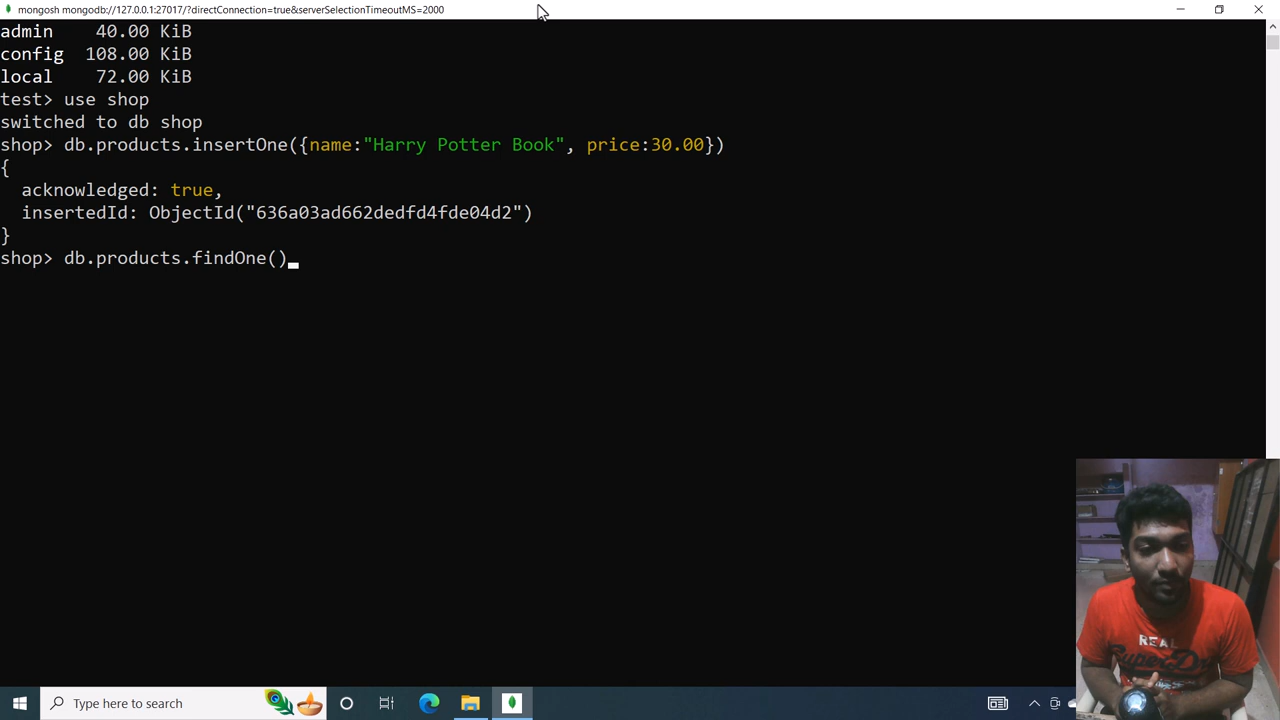 mongosh mongodb://127.0.0.1:27017/?directConnection=true&serverSelectionTimeoutMS=2000
admin    40.00 KiB
config  108.00 KiB
local    72.00 KiB
test> use shop
switched to db shop
shop> db.products.insertOne({name:"Harry Potter Book", price:30.00})
{
  acknowledged: true,
  insertedId: ObjectId("636a03ad662dedfd4fde04d2")
}
shop> db.products.findOne()
REAL
Type here to search